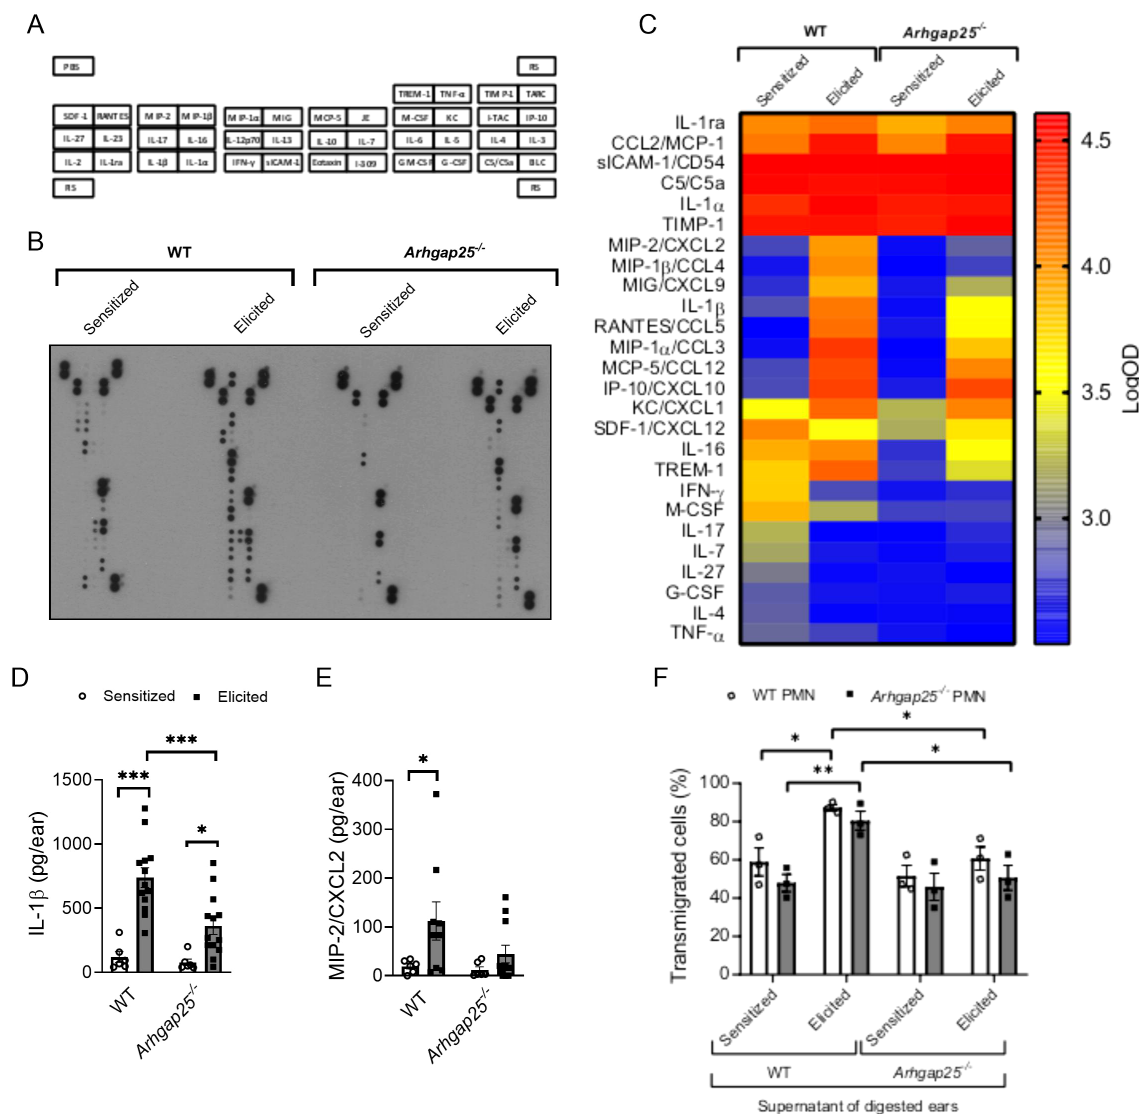 A
PBS RS
TREM-1 TNF-α TIMP-1 TARC
SDF-1 RANTES MIP-2 MIP-1β MIP-1α MIG MCP-5 JE M-CSF KC I-TAC IP-10
IL-27 IL-23 IL-17 IL-16 IL-12p70 IL-13 IL-10 IL-7 IL-6 IL-5 IL-4 IL-3
IL-2 IL-1ra IL-1β IL-1α IFN-γ sICAM-1 Eotaxin I-309 GM-CSF G-CSF C5/C5a BLC
RS RS
B
WT Arhgap25-/-
Sensitized Elicited Sensitized Elicited
C
WT Arhgap25-/-
Sensitized Elicited Sensitized Elicited
IL-1ra
CCL2/MCP-1
sICAM-1/CD54
C5/C5a
IL-1α
TIMP-1
MIP-2/CXCL2
MIP-1β/CCL4
MIG/CXCL9
IL-1β
RANTES/CCL5
MIP-1α/CCL3
MCP-5/CCL12
IP-10/CXCL10
KC/CXCL1
SDF-1/CXCL12
IL-16
TREM-1
IFN-γ
M-CSF
IL-17
IL-7
IL-27
G-CSF
IL-4
TNF-α
4.5
4.0
3.5
3.0
LogOD
D
Sensitized Elicited
***
***
*
1500
1000
500
0
IL-1β (pg/ear)
WT Arhgap25-/-
E
*
400
300
200
100
0
MIP-2/CXCL2 (pg/ear)
WT Arhgap25-/-
F
WT PMN Arhgap25-/- PMN
*
*
*
**
100
80
60
40
20
0
Transmigrated cells (%)
Sensitized Elicited Sensitized Elicited
WT Arhgap25-/-
Supernatant of digested ears